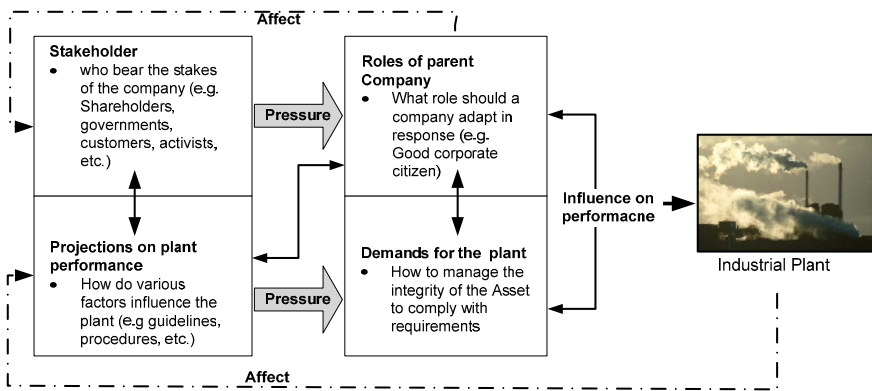 Affect
Stakeholder
• who bear the stakes
of the company (e.g.
Shareholders,
governments,
customers, activists,
etc.)
Pressure
Roles of parent
Company
• What role should a
company adapt in
response (e.g.
Good corporate
citizen)
Projections on plant
performance
• How do various
factors influence the
plant (e.g guidelines,
procedures, etc.)
Pressure
Demands for the plant
• How to manage the
integrity of the Asset
to comply with
requirements
Influence on
performacne
Industrial Plant
Affect